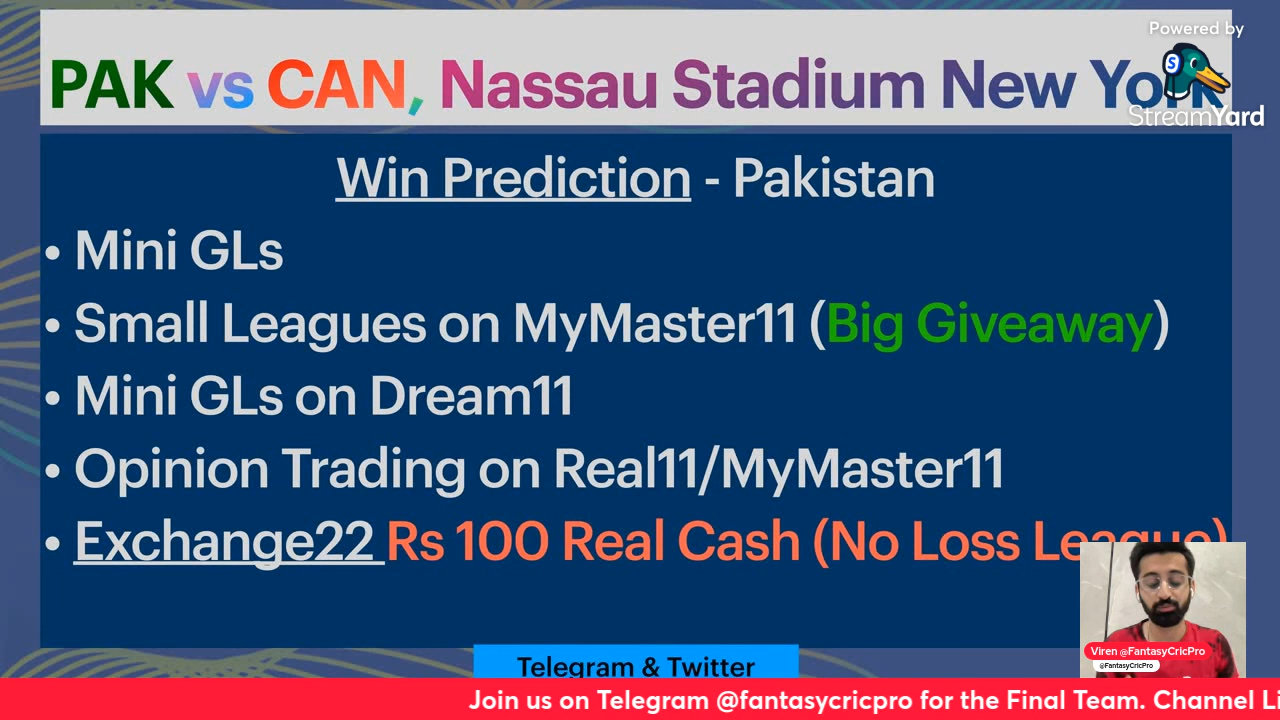 Powered by
PAK vs CAN, Nassau Stadium New York
StreamYard
Win Prediction - Pakistan
• Mini GLs
• Small Leagues on MyMaster11 (Big Giveaway)
• Mini GLs on Dream11
• Opinion Trading on Real11/MyMaster11
• Exchange22 Rs 100 Real Cash (No Loss League)
Viren @FantasyCricPro
@FantasyCricPro
Telegram & Twitter
Join us on Telegram @fantasycricpro for the Final Team. Channel Li